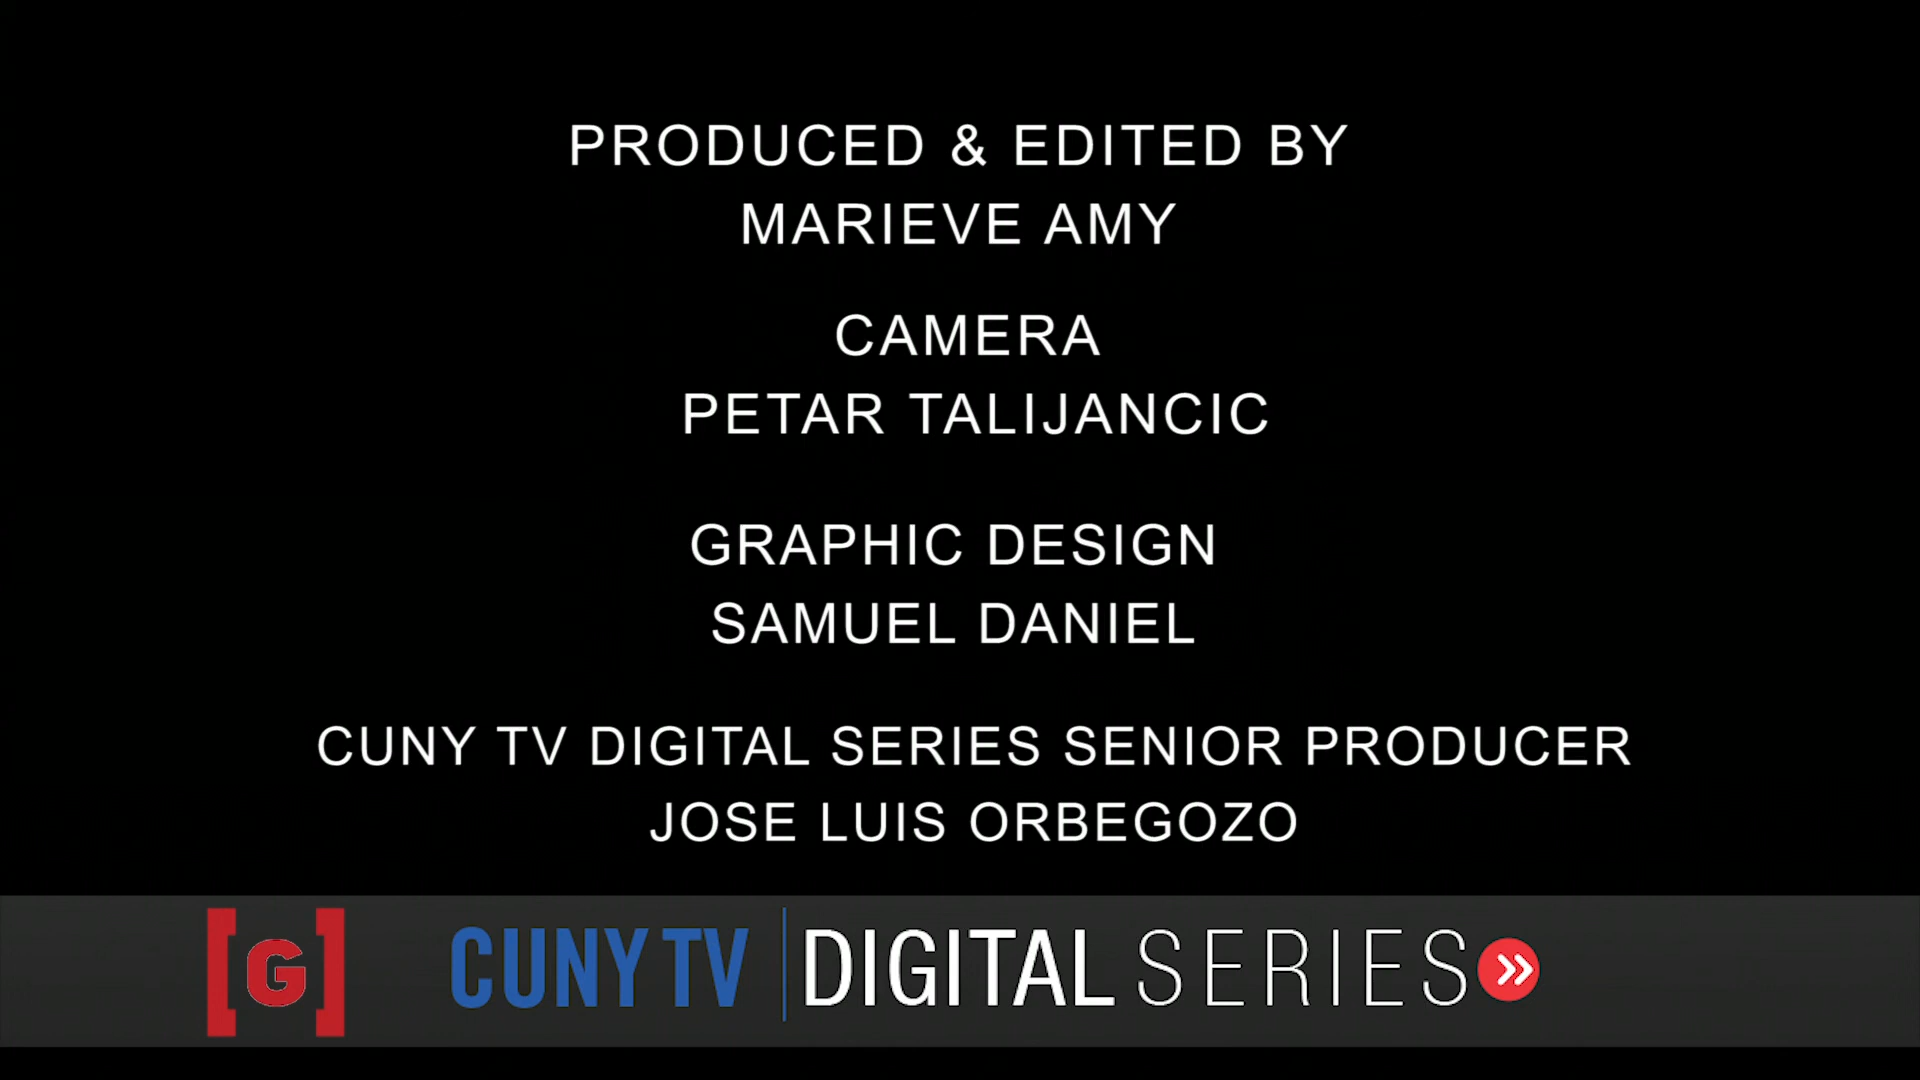 PRODUCED & EDITED BY
MARIEVE AMY
CAMERA
PETAR TALIJANCIC
GRAPHIC DESIGN
SAMUEL DANIEL
CUNY TV DIGITAL SERIES SENIOR PRODUCER
JOSE LUIS ORBEGOZO
[G] CUNY TV | DIGITAL SERIES »